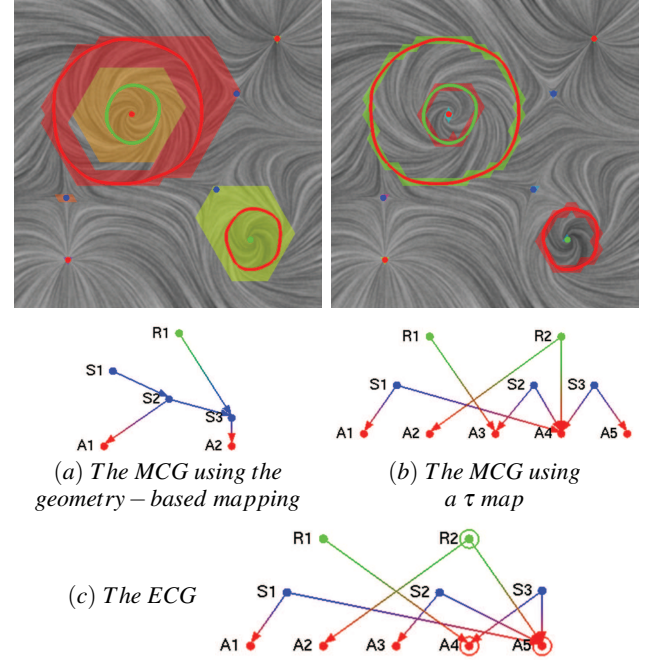 R1
S1
S2
S3
A1
A2
R1
R2
S1
S2
S3
A1
A2
A3
A4
A5
(a) The MCG using the
geometry – based mapping
(b) The MCG using
a τ map
R1
R2
(c) The ECG
S1
S2
S3
A1
A2
A3
A4
A5